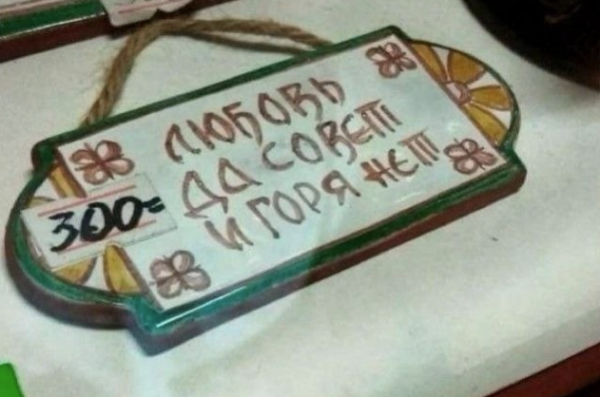 ЛЮБОВЬ
ДА СОВЕТ
И ГОРЯ НЕТ
300=